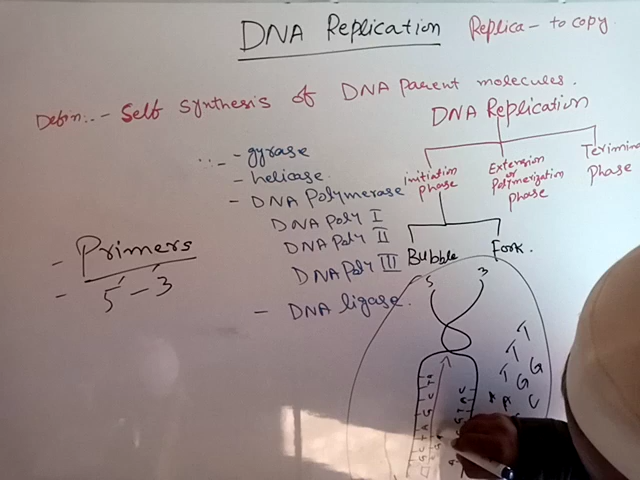 DNA Replication Replica - to copy
Defin:. - Self synthesis of DNA Parent molecules.
DNA Replication
initiation phase
Extension or Polymerization phase
Termina
Phase
- gyrase
- helicase
- DNA Polymerase
DNA Poly I
DNA Poly II
DNA Poly III
- DNA ligase.
- Primers
- 5' - 3'
Bubble Fork.
5 3
T
T
T
G
G
C